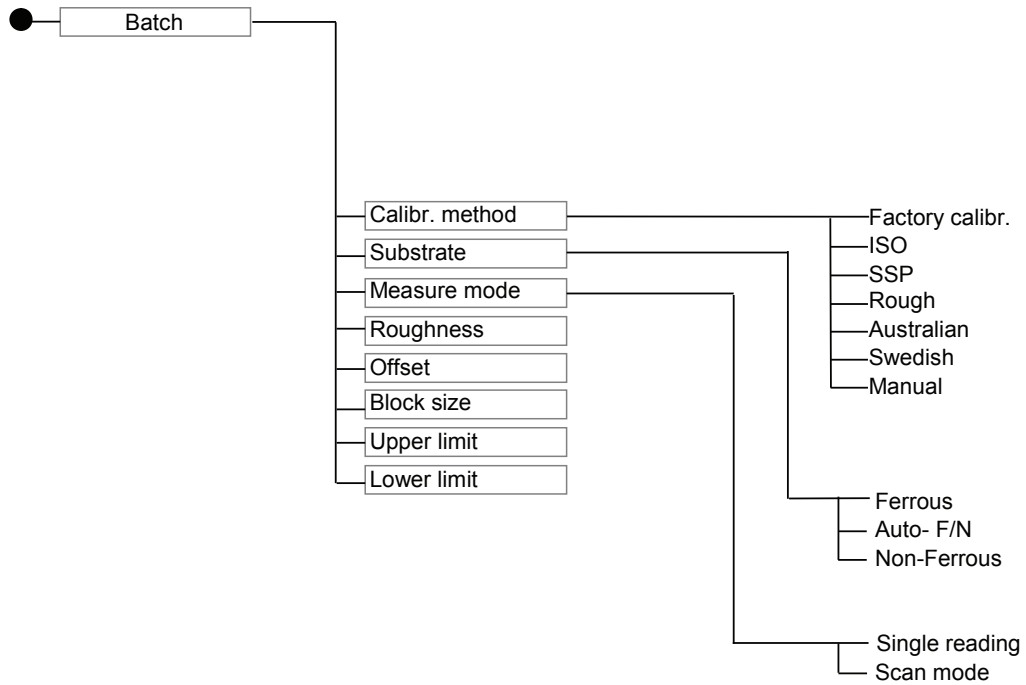 Batch
Calibr. method
Substrate
Measure mode
Roughness
Offset
Block size
Upper limit
Lower limit
Factory calibr.
ISO
SSP
Rough
Australian
Swedish
Manual
Ferrous
Auto- F/N
Non-Ferrous
Single reading
Scan mode